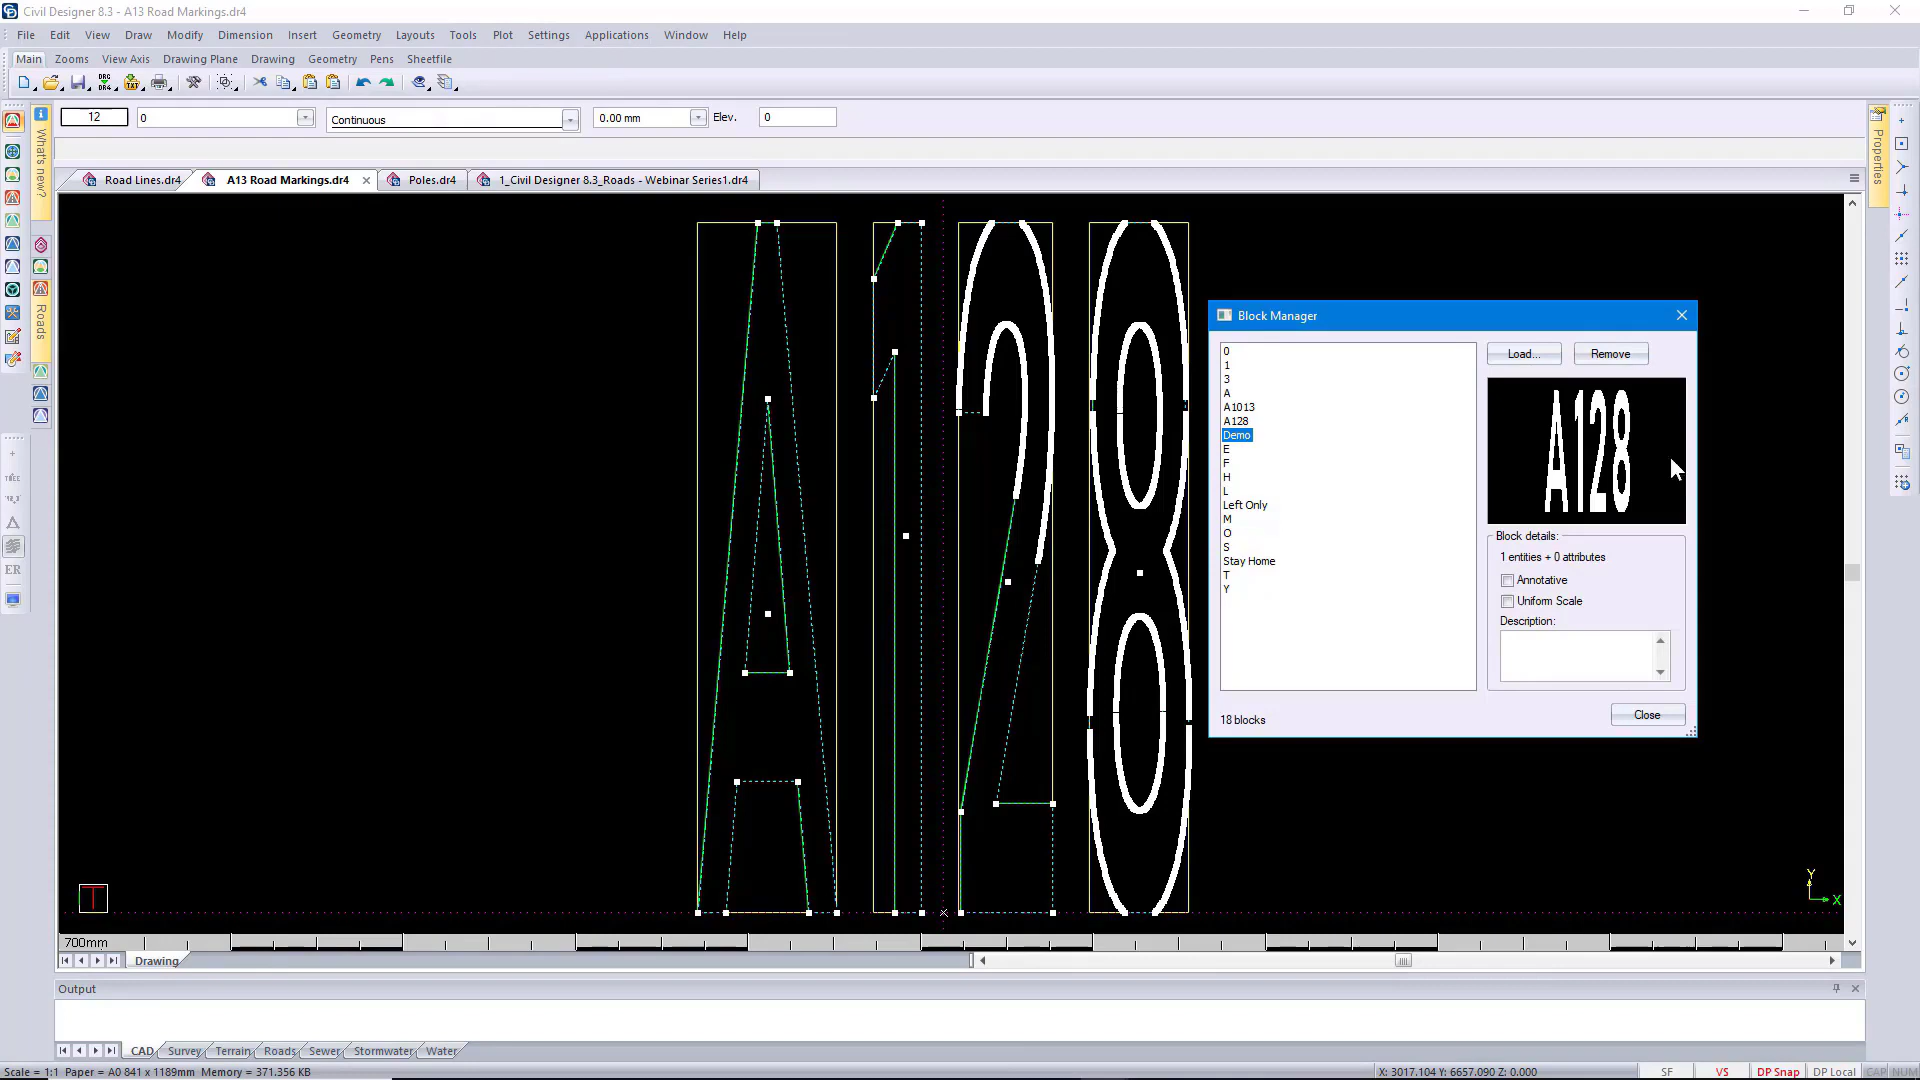 Civil Designer 8.3 - A13 Road Markings.dr4
File Edit View Draw Modify Dimension Insert Geometry Layouts Tools Plot Settings Applications Window Help
Main Zooms View Axis Drawing Plane Drawing Geometry Pens Sheetfile
12 0 Continuous 0.00 mm Elev. 0
What's new?
Roads
Properties
Road Lines.dr4 A13 Road Markings.dr4 Poles.dr4 1_Civil Designer 8.3_Roads - Webinar Series1.dr4
A128
Block Manager
0
1
3
A
A1013
A128
Demo
E
F
H
L
Left Only
M
O
S
Stay Home
T
Y
Load... Remove
A128
Block details:
1 entities + 0 attributes
Annotative
Uniform Scale
Description:
18 blocks
Close
TREE
ER
T
Y
X
700mm
Drawing
Output
CAD Survey Terrain Roads Sewer Stormwater Water
Scale = 1:1 Paper = A0 841 x 1189mm Memory = 371.356 KB X: 3017.104 Y: 6657.090 Z: 0.000 SF VS DP Snap DP Local CAP NUM